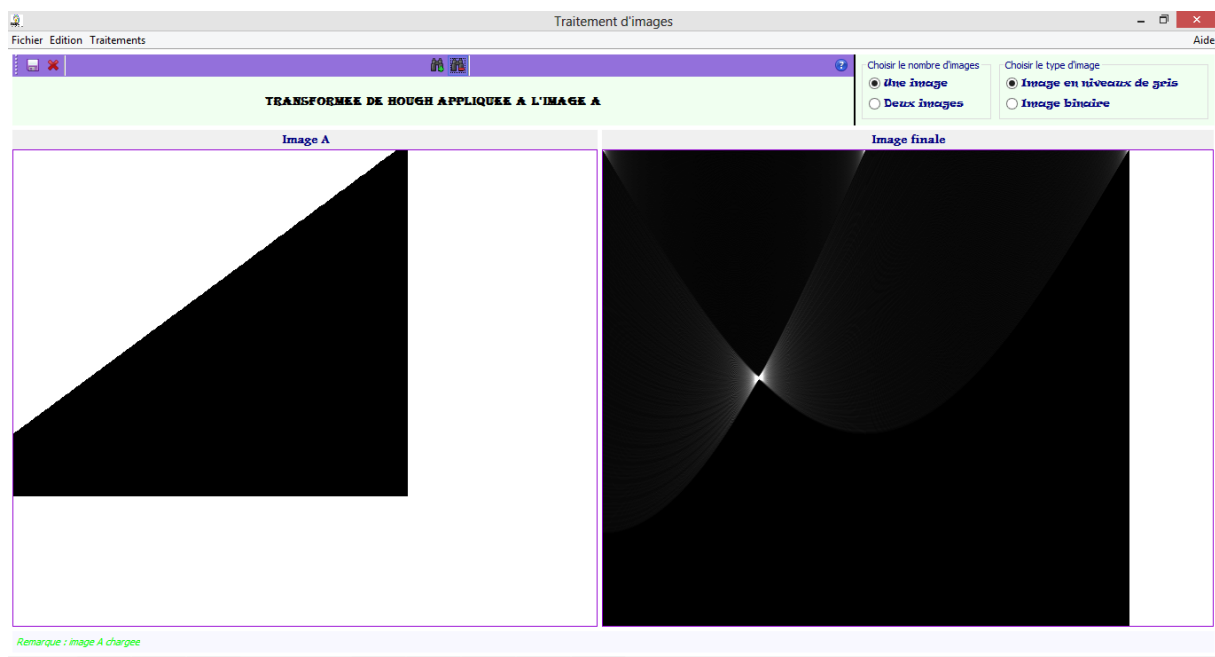 Traitement d'images
Fichier Edition Traitements
Aide
TRANSFORMEE DE HOUGH APPLIQUEE A L'IMAGE A
Choisir le nombre d'images
Une image
Deux images
Choisir le type d'image
Image en niveaux de gris
Image binaire
Image A
Image finale
Remarque : image A chargee